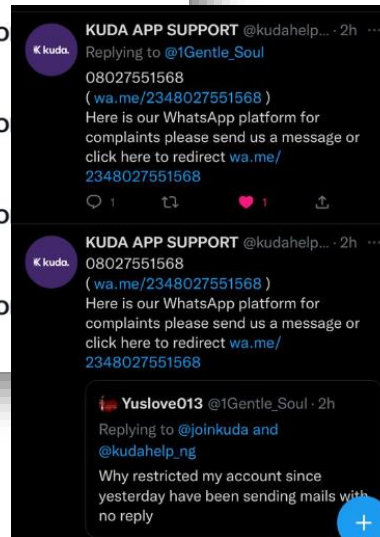 KUDA APP SUPPORT @kudahelp... · 2h ...
Replying to @1Gentle_Soul
08027551568
( wa.me/2348027551568 )
Here is our WhatsApp platform for
complaints please send us a message or
click here to redirect wa.me/
2348027551568
1 1
kuda.
KUDA APP SUPPORT @kudahelp... · 2h ...
08027551568
( wa.me/2348027551568 )
Here is our WhatsApp platform for
complaints please send us a message or
click here to redirect wa.me/
2348027551568
kuda.
Yuslove013 @1Gentle_Soul · 2h
Replying to @joinkuda and
@kudahelp_ng
Why restricted my account since
yesterday have been sending mails with
no reply